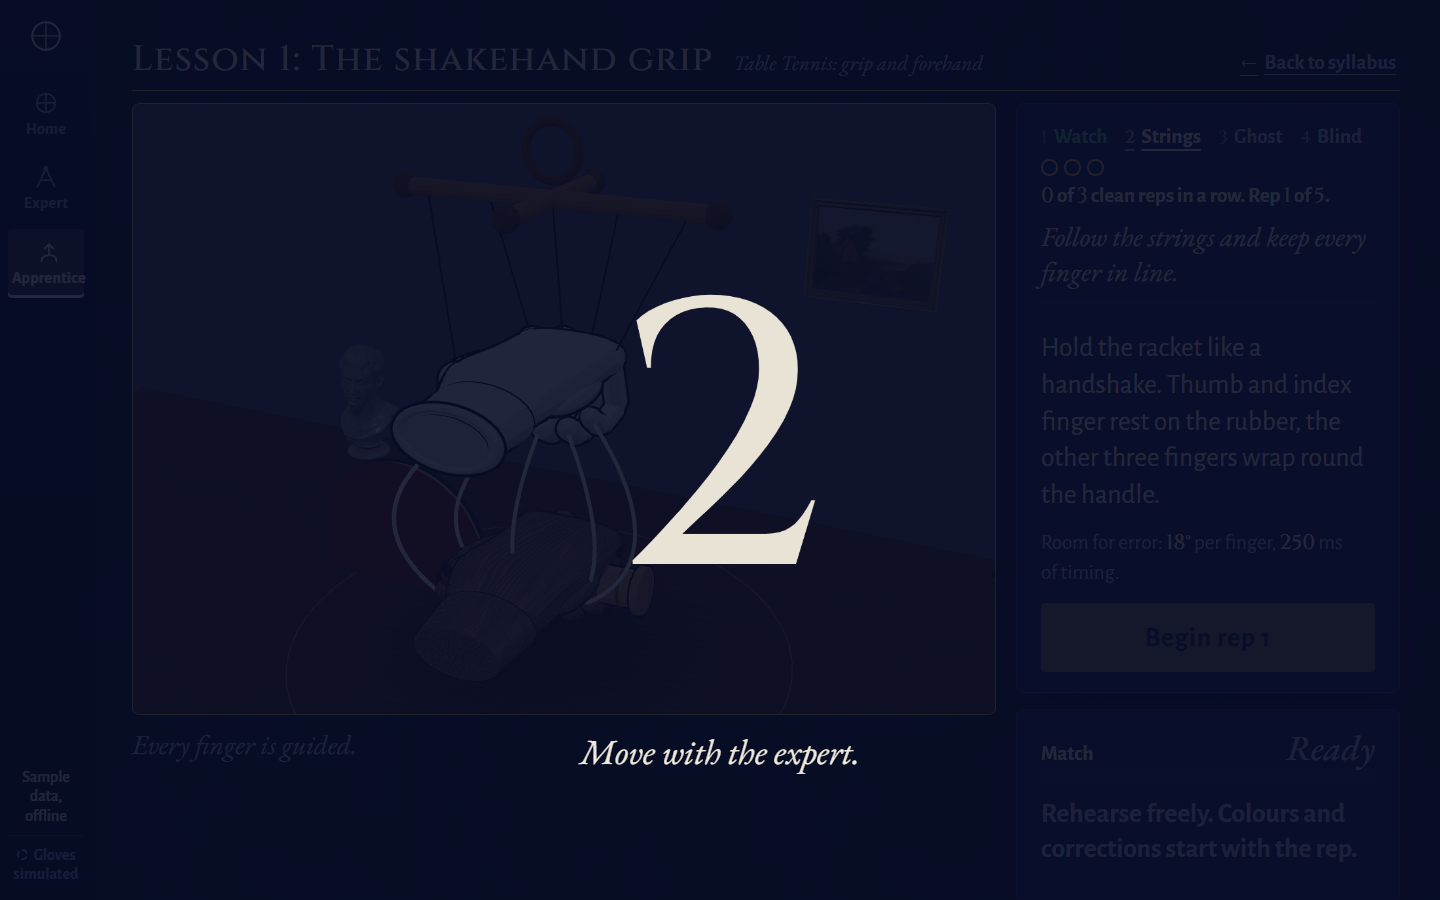 Lesson 1: The shakehand grip
Table Tennis: grip and forehand
← Back to syllabus
Home
Expert
Apprentice
1 Watch 2 Strings 3 Ghost 4 Blind
0 of 3 clean reps in a row. Rep 1 of 5.
Follow the strings and keep every
finger in line.
Hold the racket like a
handshake. Thumb and index
finger rest on the rubber, the
other three fingers wrap round
the handle.
Room for error: 18° per finger, 250 ms
of timing.
Begin rep 1
2
Move with the expert.
Every finger is guided.
Match
Ready
Rehearse freely. Colours and
corrections start with the rep.
Sample
data,
offline
Gloves
simulated